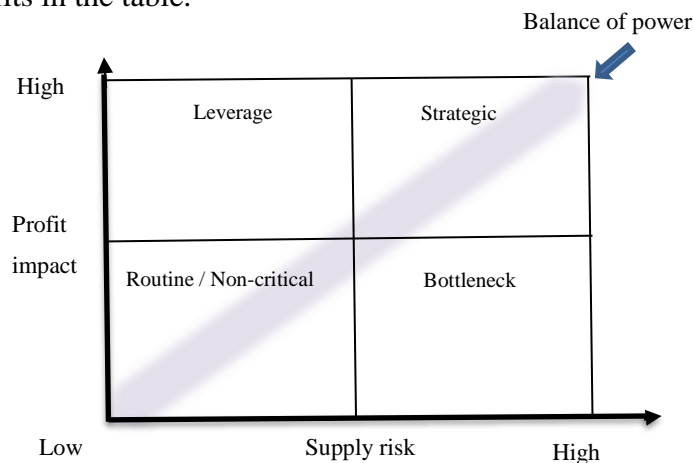 nts in the table.
Balance of power
High
Leverage
Strategic
Profit
impact
Routine / Non-critical
Bottleneck
Low
Supply risk
High